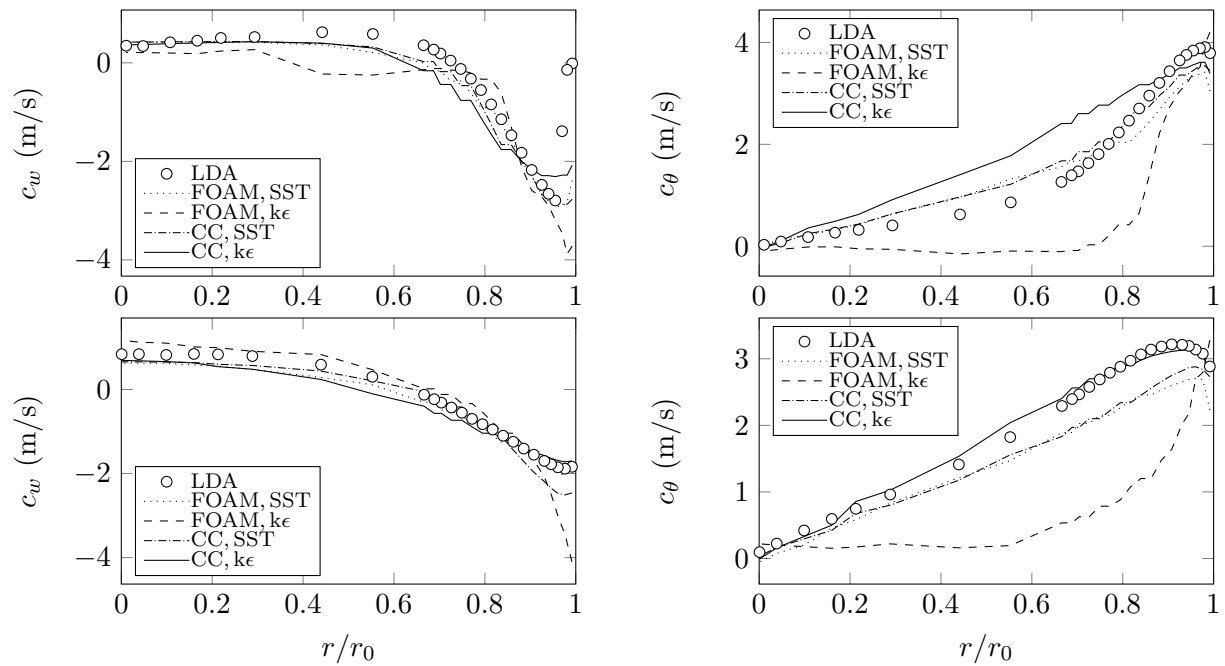 0
−2
−4
c_w (m/s)
LDA
FOAM, SST
FOAM, kϵ
CC, SST
CC, kϵ
0 0.2 0.4 0.6 0.8 1
4
2
0
c_θ (m/s)
LDA
FOAM, SST
FOAM, kϵ
CC, SST
CC, kϵ
0 0.2 0.4 0.6 0.8 1
0
−2
−4
c_w (m/s)
LDA
FOAM, SST
FOAM, kϵ
CC, SST
CC, kϵ
0 0.2 0.4 0.6 0.8 1
r/r_0
3
2
1
0
c_θ (m/s)
LDA
FOAM, SST
FOAM, kϵ
CC, SST
CC, kϵ
0 0.2 0.4 0.6 0.8 1
r/r_0